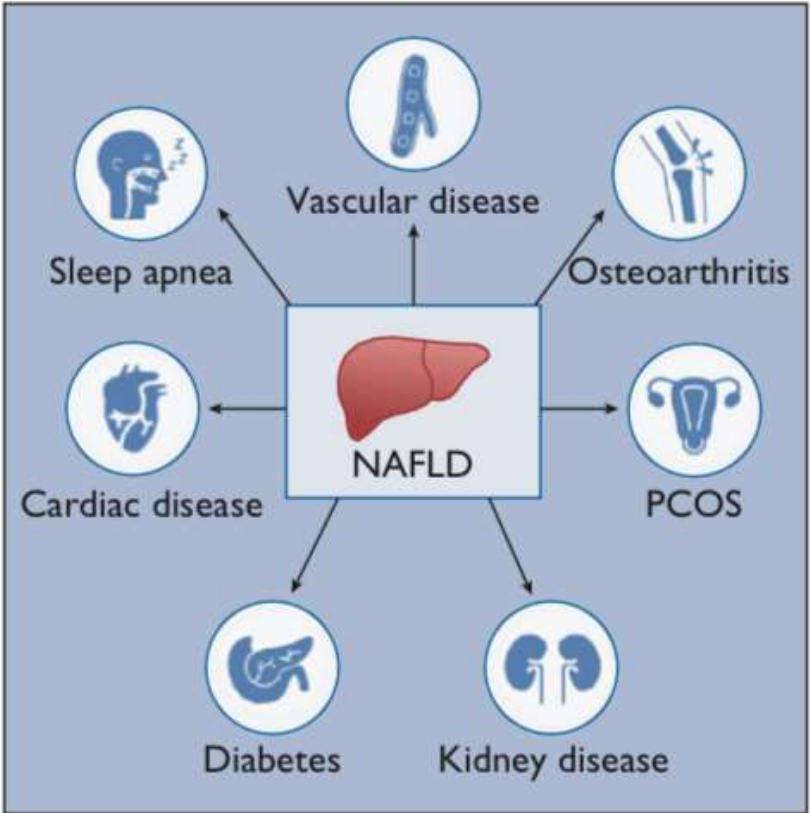 Vascular disease
Sleep apnea
Osteoarthritis
NAFLD
Cardiac disease
PCOS
Diabetes
Kidney disease